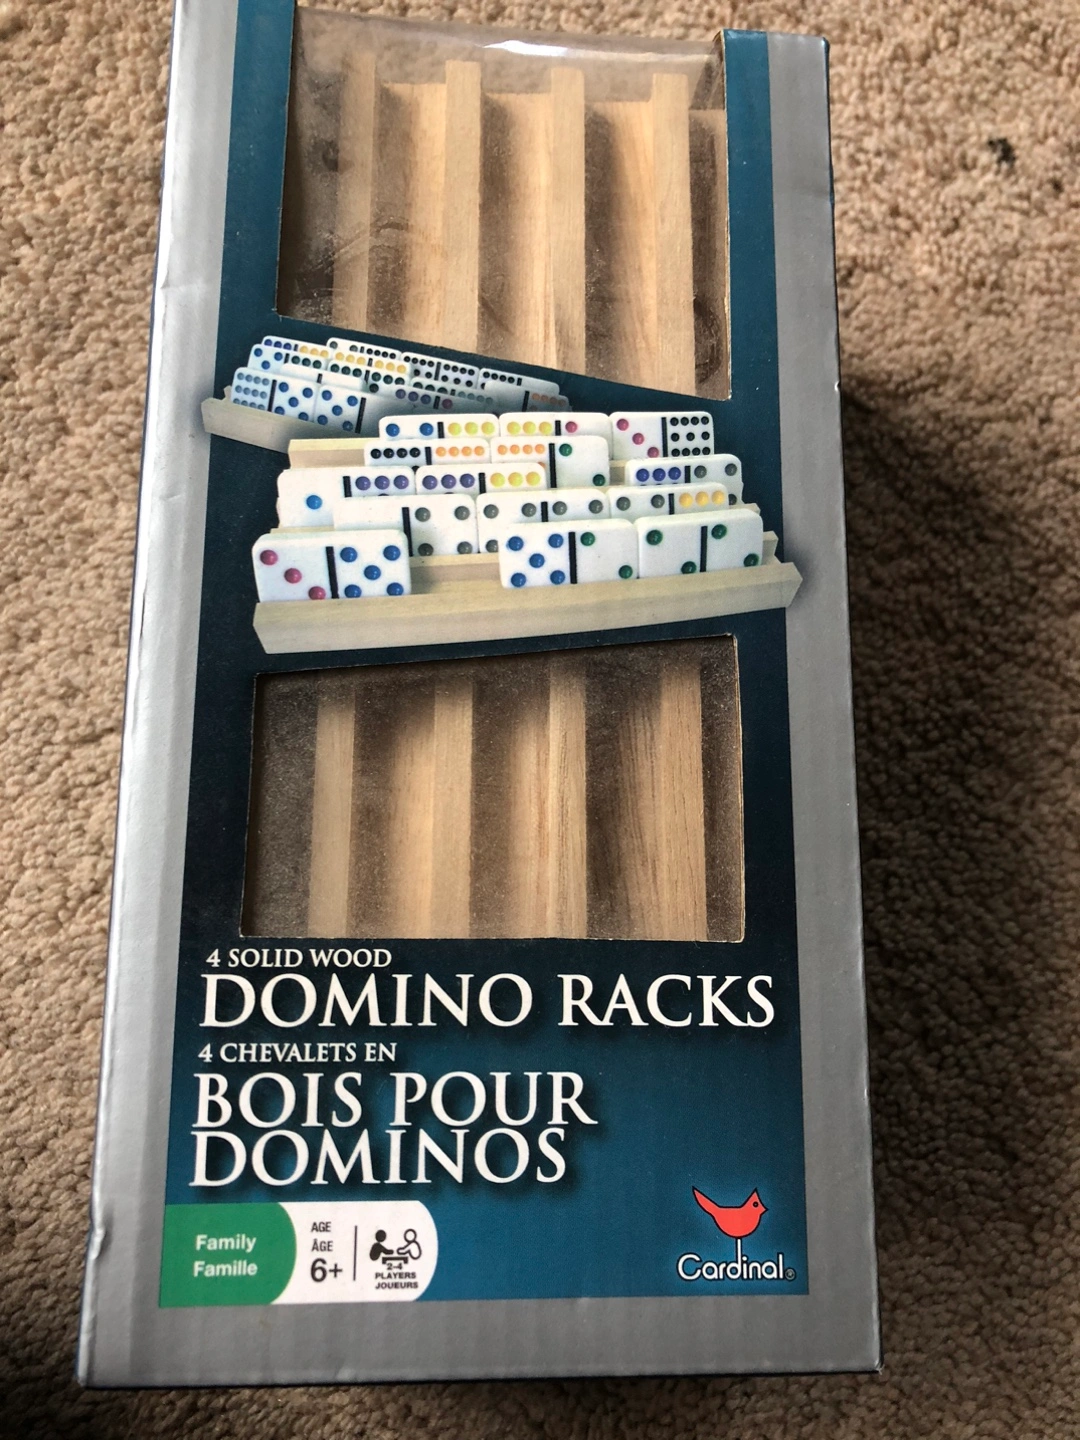 4 SOLID WOOD
DOMINO RACKS
4 CHEVALETS EN
BOIS POUR
DOMINOS
Family
Famille
AGE
ÂGE
6+
2-4
PLAYERS
JOUEURS
Cardinal®